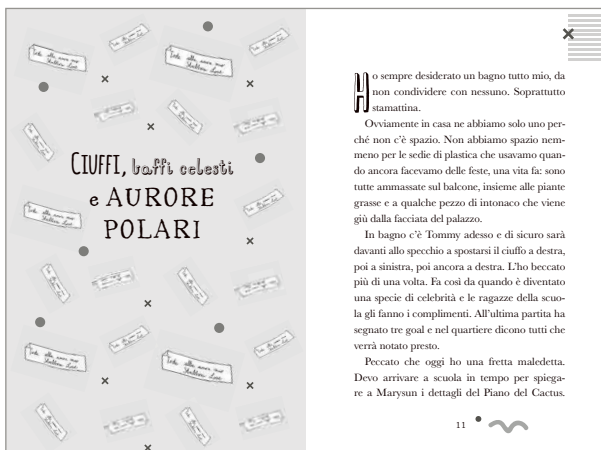 CIUFFI, baffi celesti
e AURORE
POLARI
Ho sempre desiderato un bagno tutto mio, da
non condividere con nessuno. Soprattutto
stamattina.
Ovviamente in casa ne abbiamo solo uno per-
ché non c'è spazio. Non abbiamo spazio nem-
meno per le sedie di plastica che usavamo quan-
do ancora facevamo delle feste, una vita fa: sono
tutte ammassate sul balcone, insieme alle piante
grasse e a qualche pezzo di intonaco che viene
giù dalla facciata del palazzo.
In bagno c'è Tommy adesso e di sicuro sarà
davanti allo specchio a spostarsi il ciuffo a destra,
poi a sinistra, poi ancora a destra. L'ho beccato
più di una volta. Fa così da quando è diventato
una specie di celebrità e le ragazze della scuo-
la gli fanno i complimenti. All'ultima partita ha
segnato tre goal e nel quartiere dicono tutti che
verrà notato presto.
Peccato che oggi ho una fretta maledetta.
Devo arrivare a scuola in tempo per spiega-
re a Marysun i dettagli del Piano del Cactus.
11